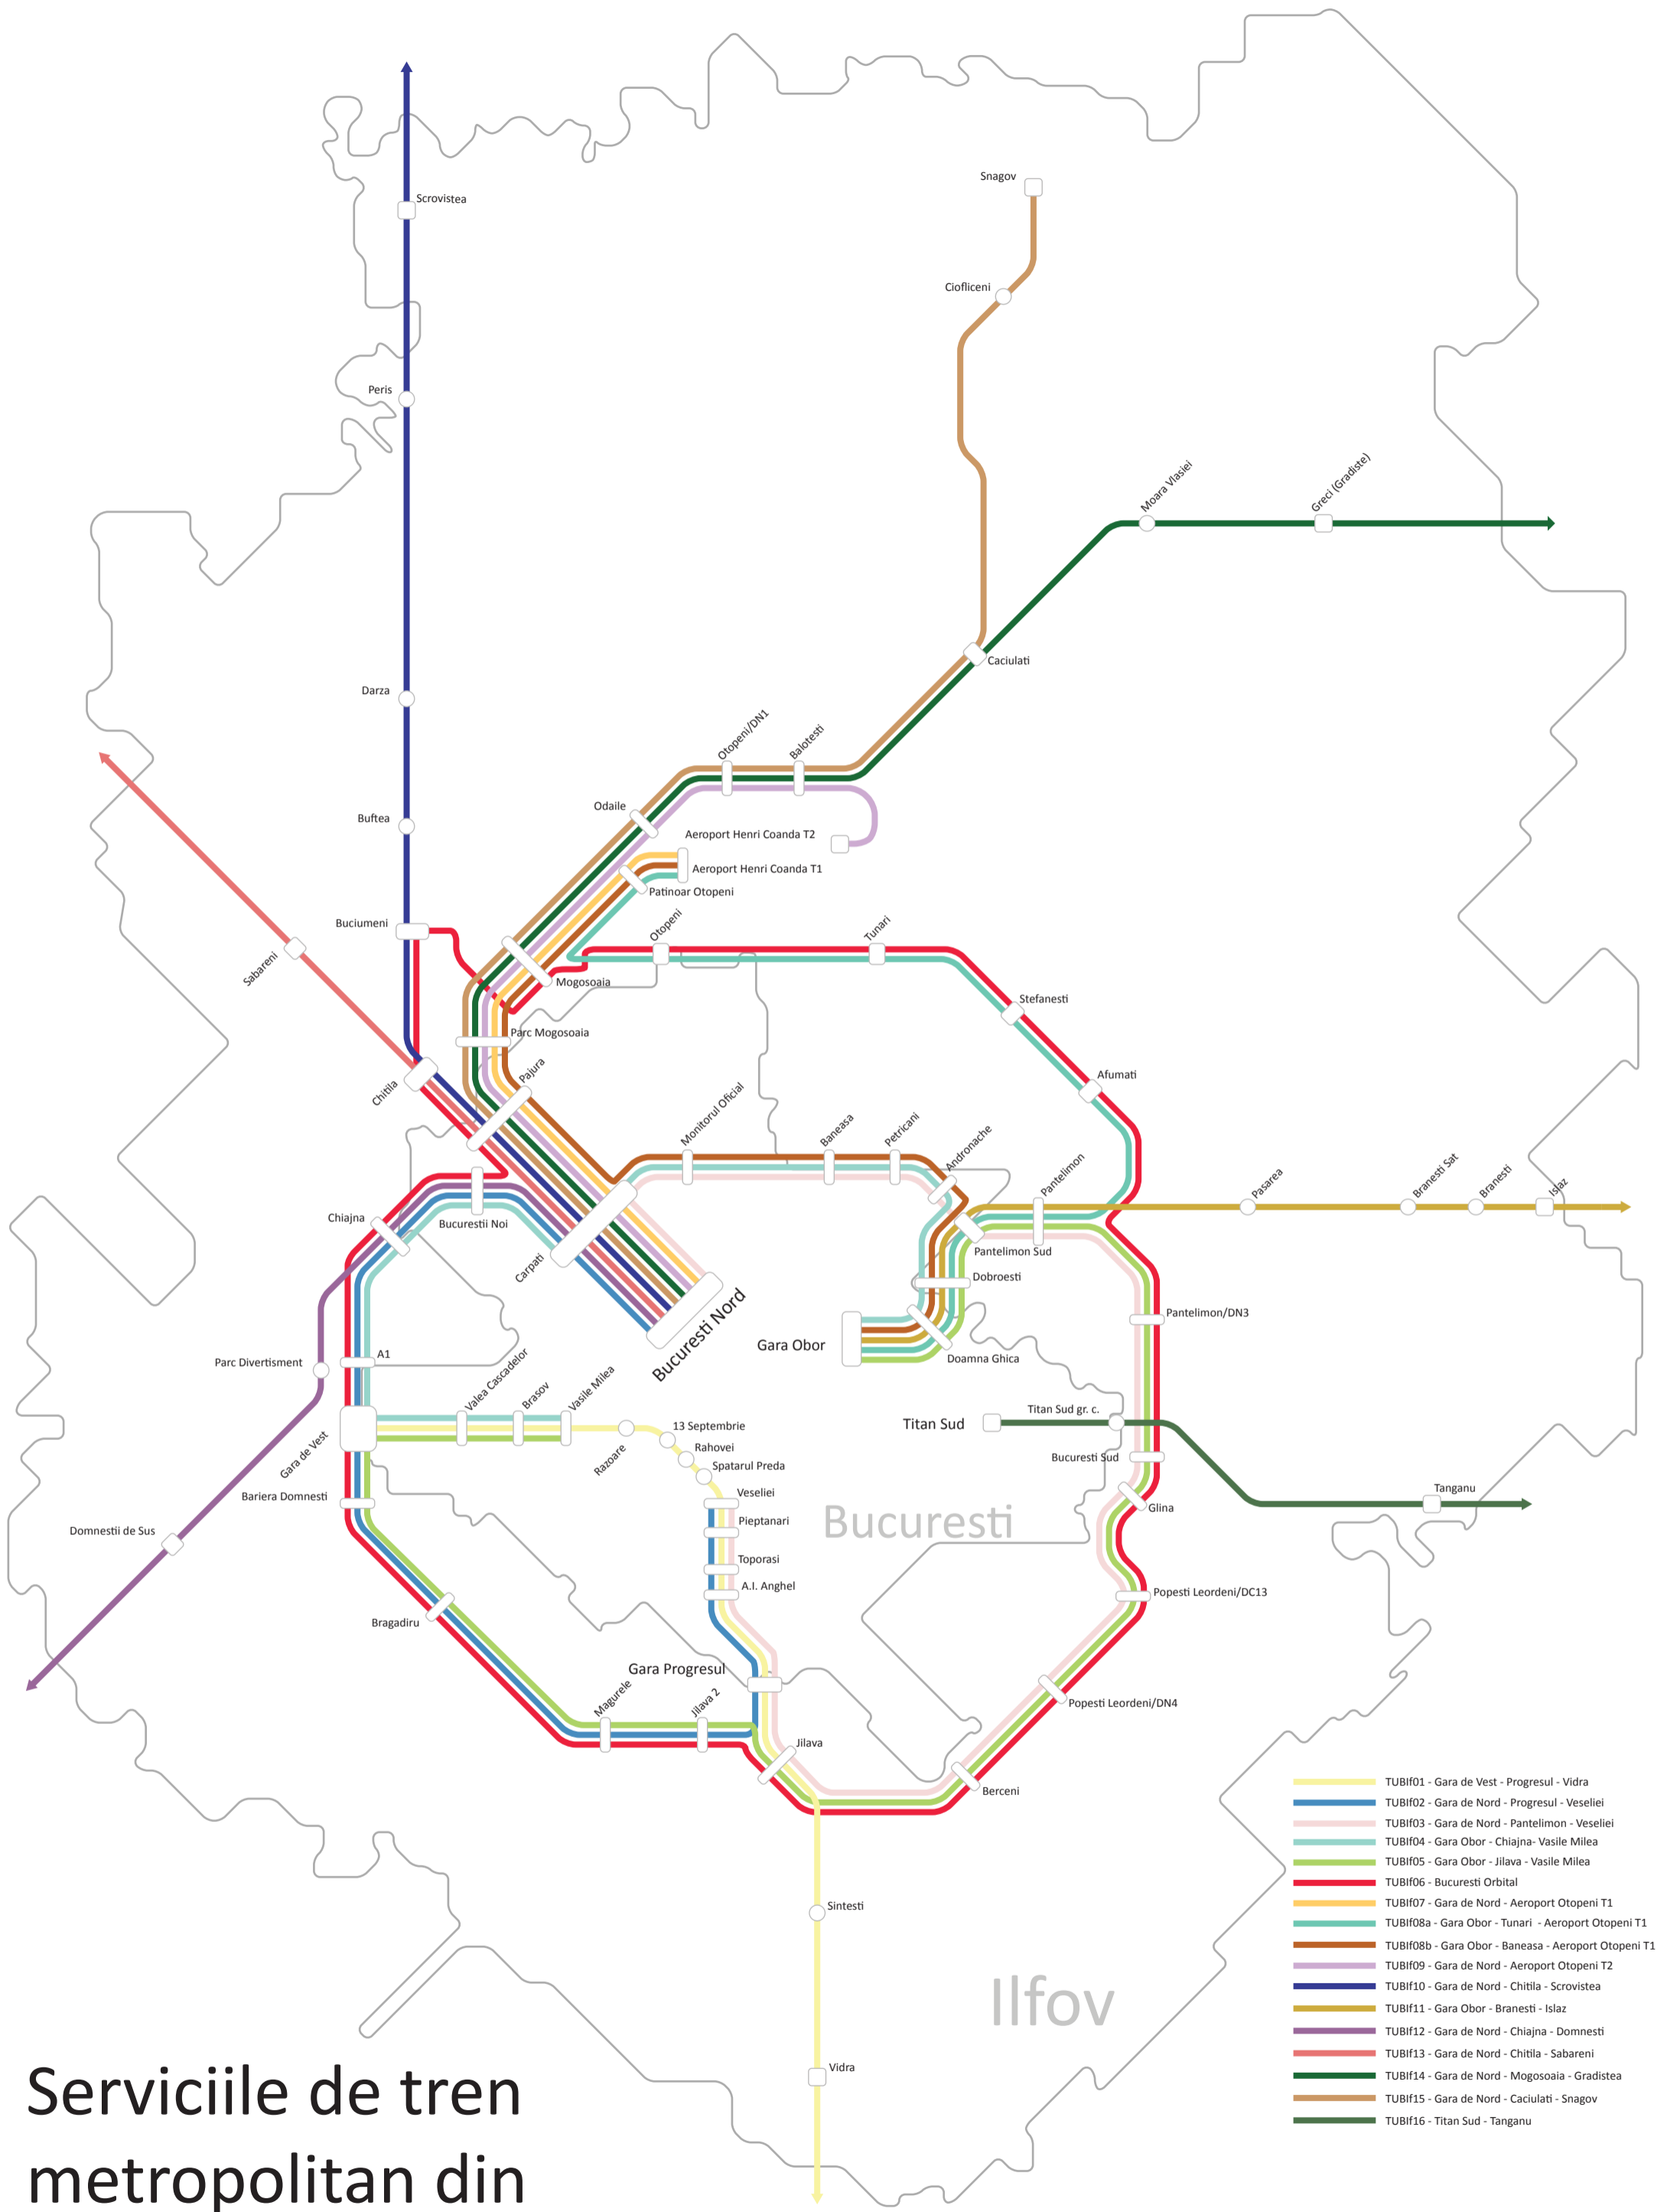 Snagov
Scrovistea
Ciofliceni
Peris
Moara Vlasiei
Greci (Gradiste)
Caciulati
Darza
Otopeni/DN1
Balotesti
Odaile
Buftea
Aeroport Henri Coanda T2
Aeroport Henri Coanda T1
Patinoar Otopeni
Buciumeni
Otopeni
Tunari
Sabareni
Mogosoaia
Stefanesti
Parc Mogosoaia
Pajura
Chitila
Afumati
Monitorul Oficial
Baneasa
Petricani
Andronache
Pantelimon
Pasarea
Branesti Sat
Branesti
Islaz
Chiajna
Bucurestii Noi
Carpati
Pantelimon Sud
Dobroesti
Bucuresti Nord
Pantelimon/DN3
Gara Obor
Doamna Ghica
Parc Divertisment
A1
Valea Cascadelor
Brasov
Vasile Milea
Titan Sud gr. c.
Titan Sud
13 Septembrie
Razoare
Rahovei
Gara de Vest
Bucuresti Sud
Spatarul Preda
Bariera Domnesti
Veseliei
Tanganu
Glina
Pieptanari
Bucuresti
Domnestii de Sus
Toporasi
A.I. Anghel
Popesti Leordeni/DC13
Bragadiru
Gara Progresul
Magurele
Jilava 2
Popesti Leordeni/DN4
Jilava
Berceni
TUBIf01 - Gara de Vest - Progresul - Vidra
TUBIf02 - Gara de Nord - Progresul - Veseliei
TUBIf03 - Gara de Nord - Pantelimon - Veseliei
TUBIf04 - Gara Obor - Chiajna- Vasile Milea
TUBIf05 - Gara Obor - Jilava - Vasile Milea
TUBIf06 - Bucuresti Orbital
TUBIf07 - Gara de Nord - Aeroport Otopeni T1
TUBIf08a - Gara Obor - Tunari  - Aeroport Otopeni T1
TUBIf08b - Gara Obor - Baneasa - Aeroport Otopeni T1
TUBIf09 - Gara de Nord - Aeroport Otopeni T2
TUBIf10 - Gara de Nord - Chitila - Scrovistea
TUBIf11 - Gara Obor - Branesti - Islaz
TUBIf12 - Gara de Nord - Chiajna - Domnesti
TUBIf13 - Gara de Nord - Chitila - Sabareni
TUBIf14 - Gara de Nord - Mogosoaia - Gradistea
TUBIf15 - Gara de Nord - Caciulati - Snagov
TUBIf16 - Titan Sud - Tanganu
Sintesti
Ilfov
Vidra
Serviciile de tren
metropolitan din